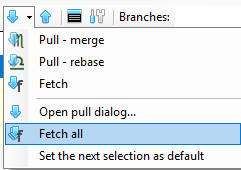 Branches:
Pull - merge
Pull - rebase
Fetch
Open pull dialog...
Fetch all
Set the next selection as default